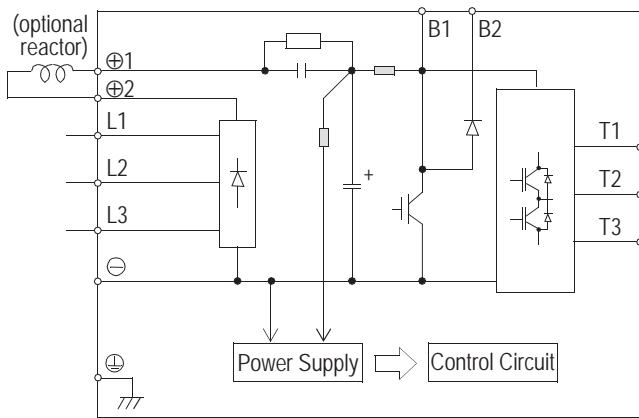 (optional
reactor)
⊕1
⊕2
L1
L2
L3
⊖
B1 B2
+
T1
T2
T3
Power Supply
Control Circuit